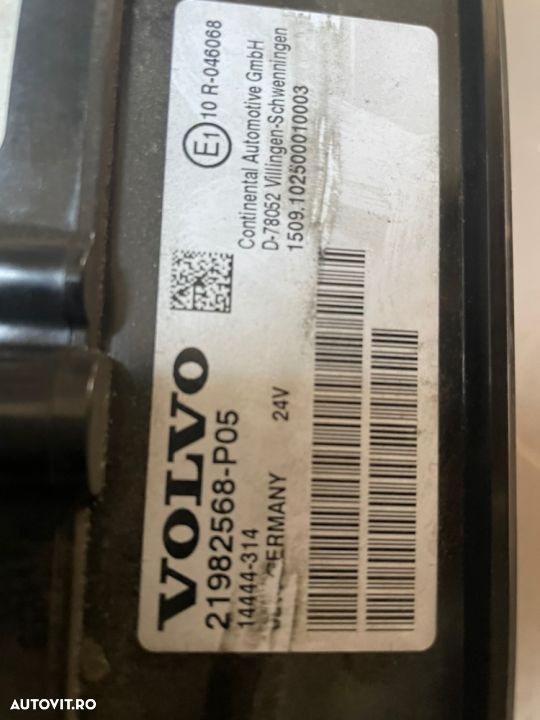 VOLVO
21982568-P05
14444-314
GERMANY
24V
E1
10 R-046068
Continental Automotive GmbH
D-78052 Villingen-Schwenningen
1509.102500010003
AUTOVIT.RO